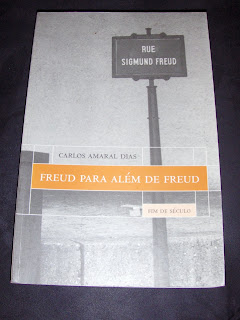 RUE
SIGMUND FREUD
CARLOS AMARAL DIAS
FREUD PARA ALÉM DE FREUD
FIM DE SÉCULO